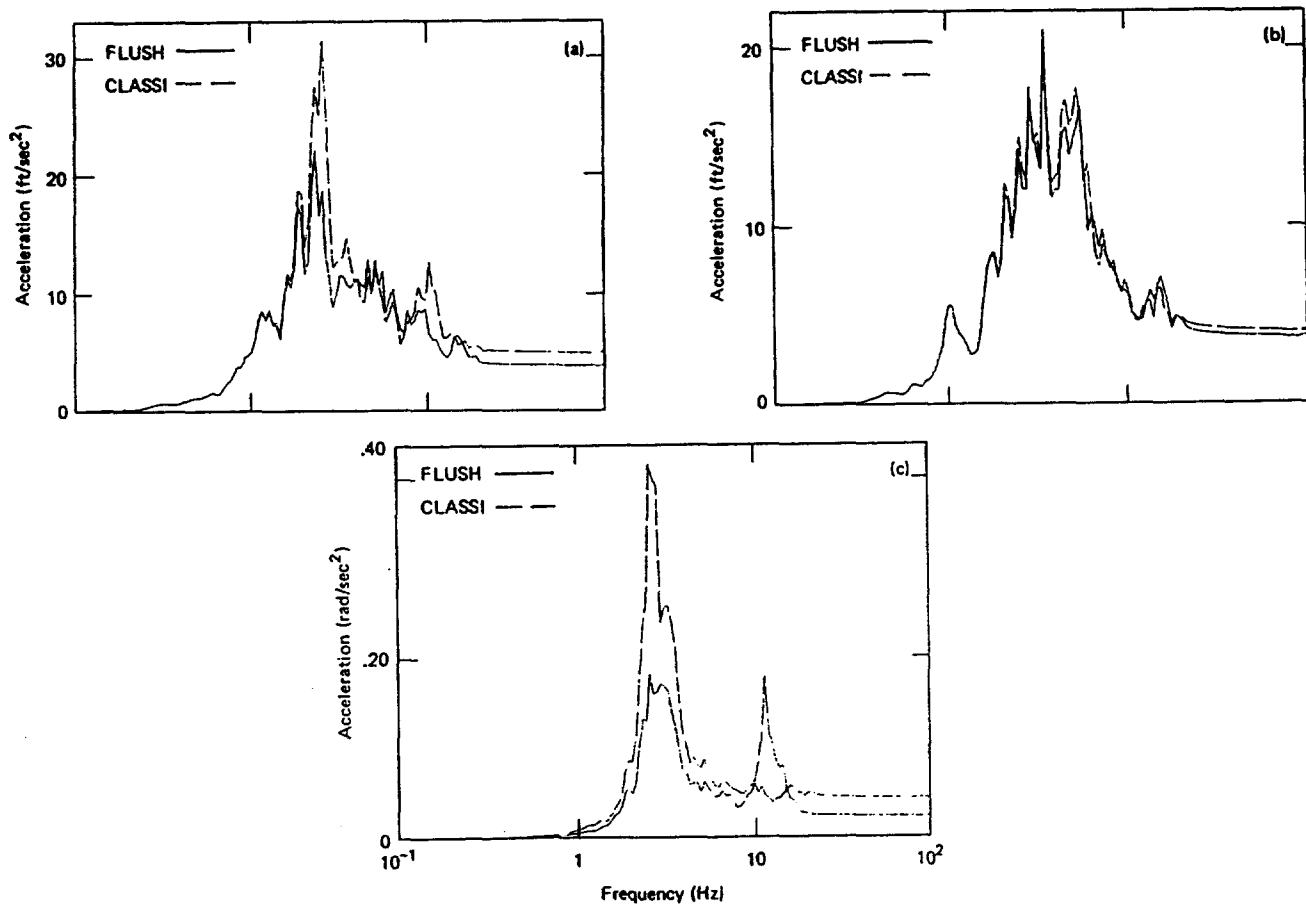 (a)
FLUSH
CLASSI
30
20
10
0
Acceleration (ft/sec²)
(b)
FLUSH
CLASSI
20
10
0
Acceleration (ft/sec²)
(c)
FLUSH
CLASSI
.40
.20
0
Acceleration (rad/sec²)
10⁻¹
1
10
10²
Frequency (Hz)